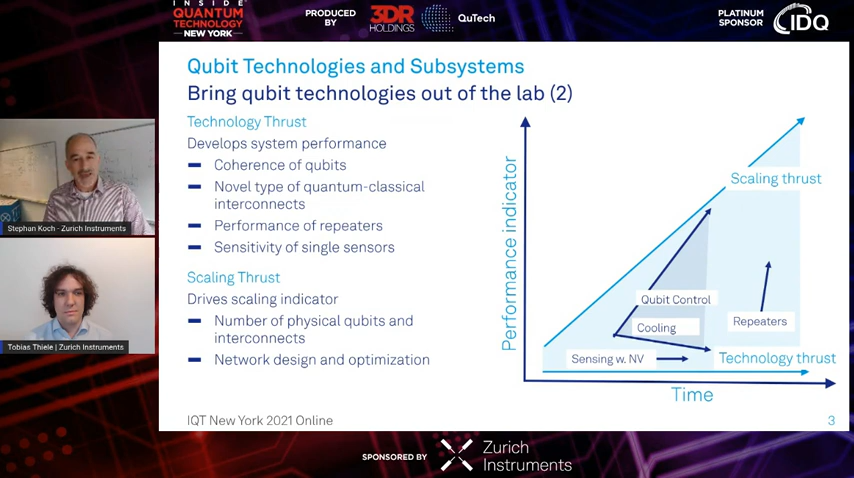 INSIDE
QUANTUM
TECHNOLOGY
NEW YORK
PRODUCED
BY
3DR
HOLDINGS
QuTech
PLATINUM
SPONSOR
IDQ
Qubit Technologies and Subsystems
Bring qubit technologies out of the lab (2)
Technology Thrust
Develops system performance
Coherence of qubits
Novel type of quantum-classical
interconnects
Performance of repeaters
Sensitivity of single sensors
Scaling Thrust
Drives scaling indicator
Number of physical qubits and
interconnects
Network design and optimization
Performance indicator
Scaling thrust
Qubit Control
Cooling
Repeaters
Sensing w. NV
Technology thrust
Time
IQT New York 2021 Online
3
Stephan Koch - Zurich Instruments
Tobias Thiele | Zurich Instruments
SPONSORED BY
Zurich
Instruments